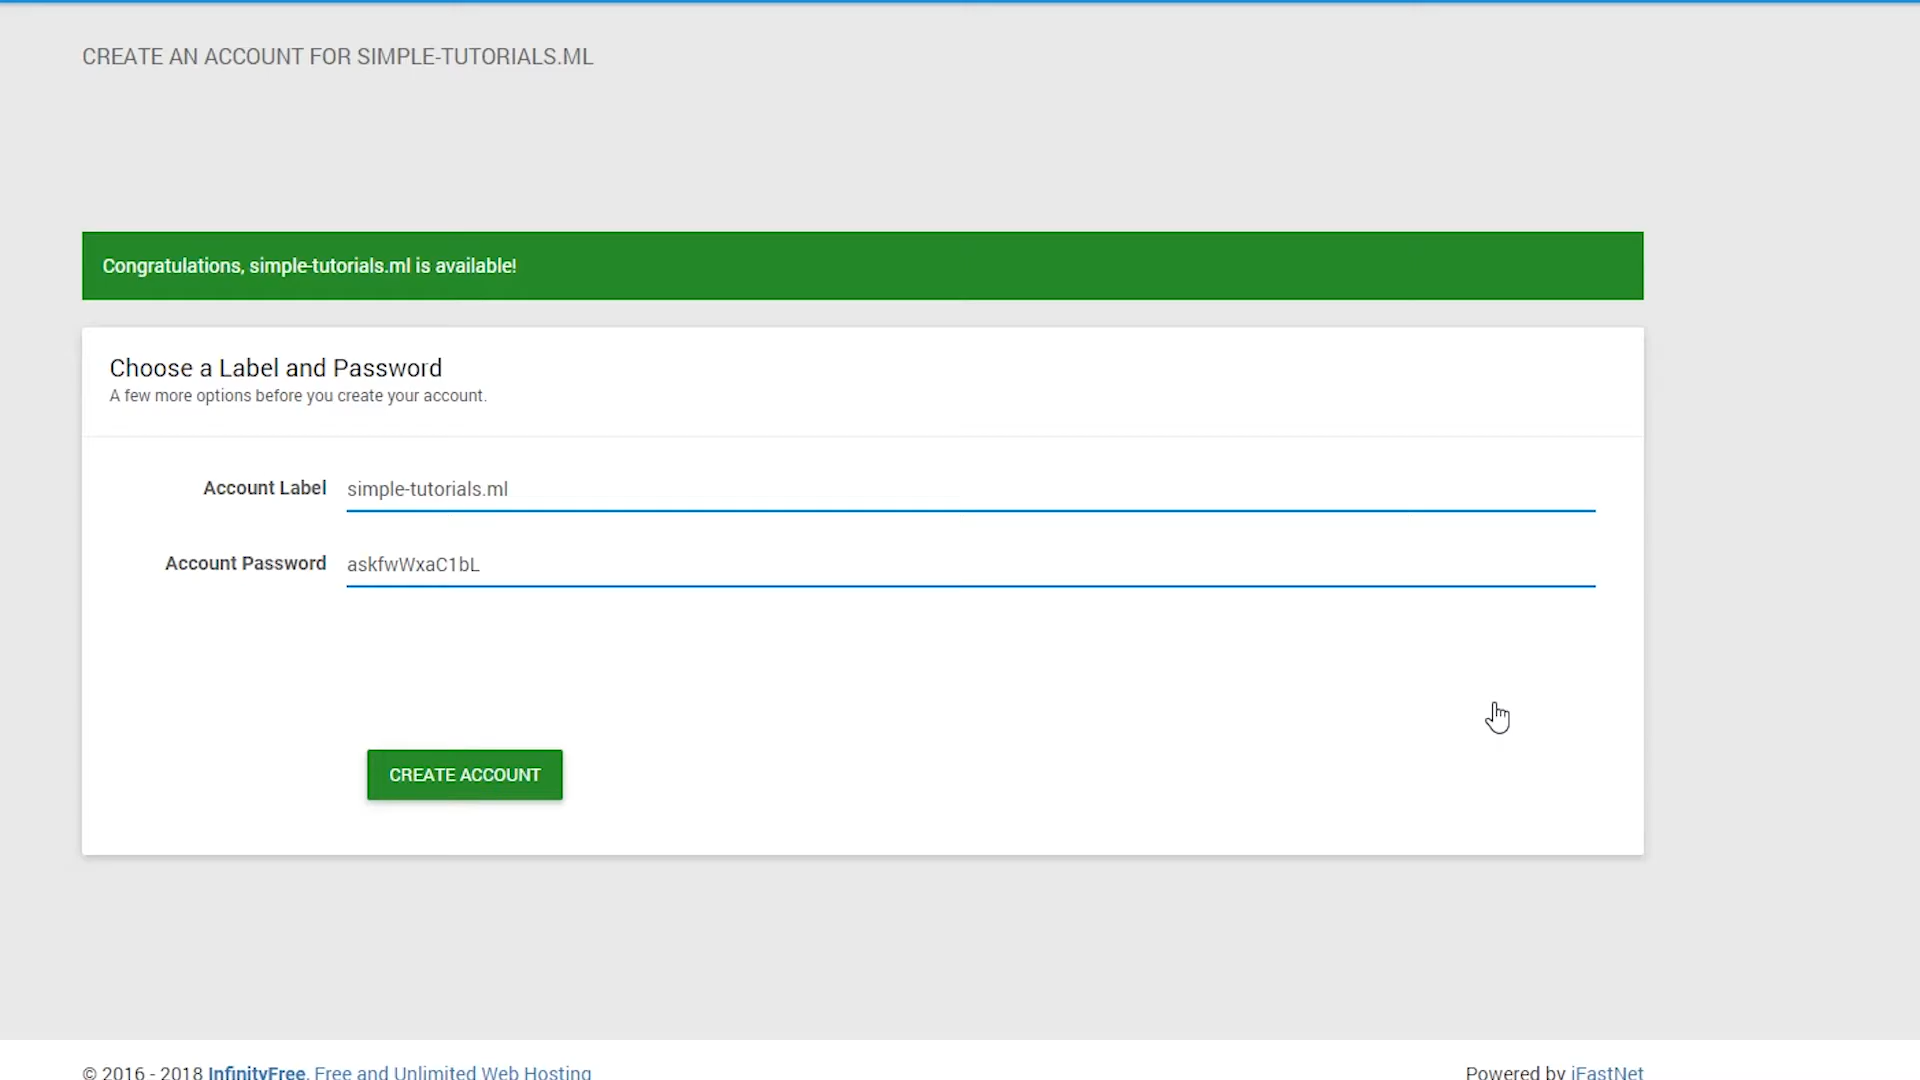 CREATE AN ACCOUNT FOR SIMPLE-TUTORIALS.ML
Congratulations, simple-tutorials.ml is available!
Choose a Label and Password
A few more options before you create your account.
Account Label simple-tutorials.ml
Account Password askfwWxaC1bL
CREATE ACCOUNT
© 2016 - 2018 InfinityFree. Free and Unlimited Web Hosting Powered by iFastNet